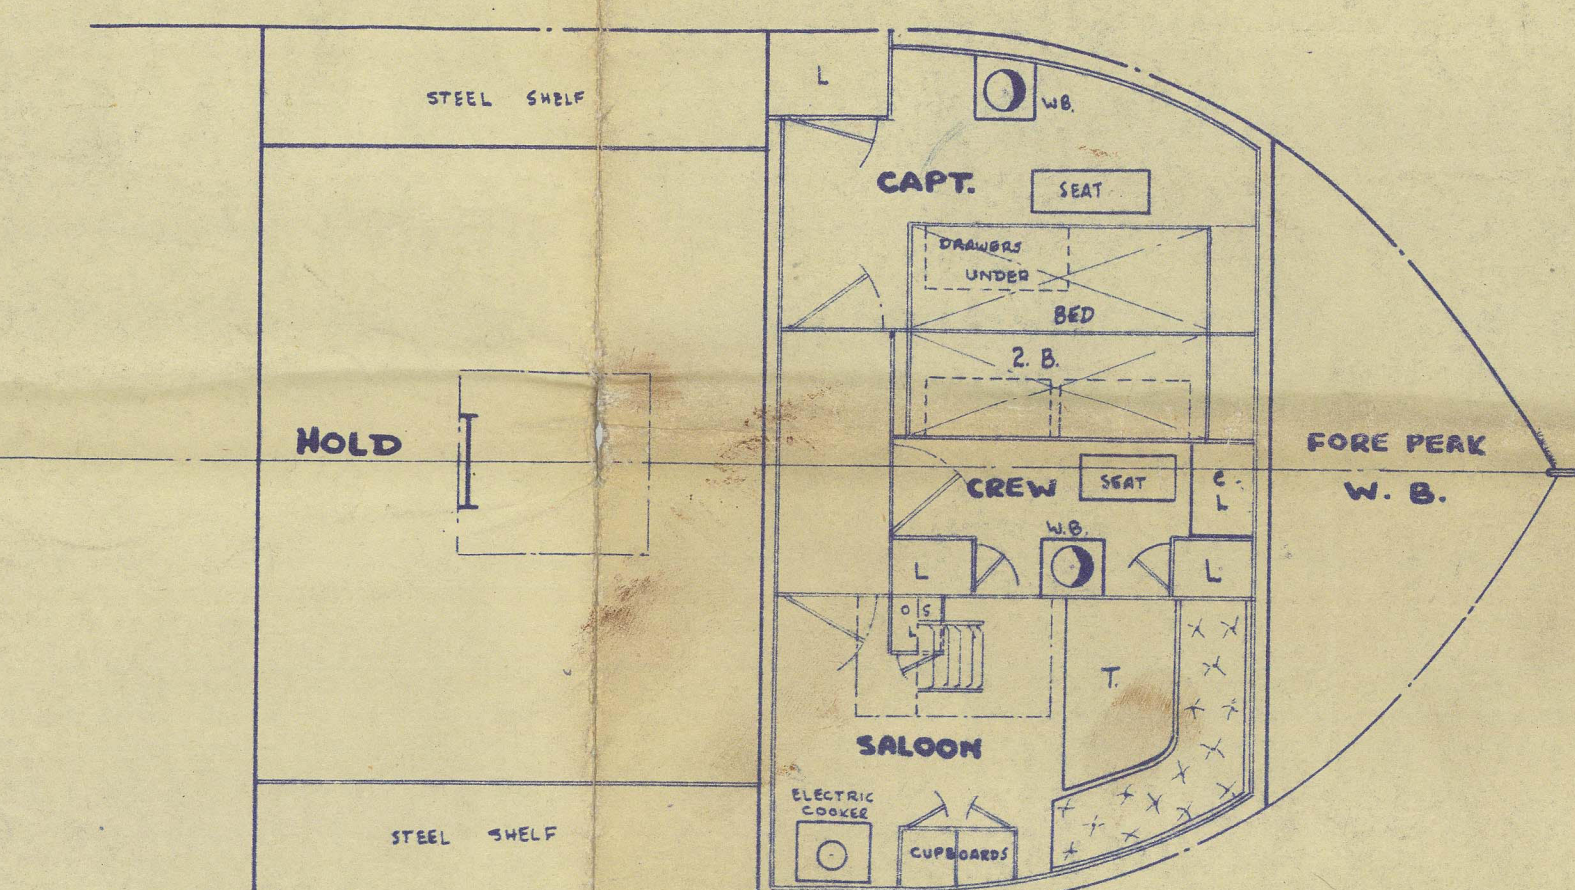 STEEL SHELF
L
W.B.
CAPT.
SEAT
DRAWERS
UNDER
BED
2. B.
HOLD
FORE PEAK
W. B.
CREW
SEAT
C.
L
W.B.
L
L
O S
L
T.
SALOON
ELECTRIC
COOKER
CUPBOARDS
STEEL SHELF